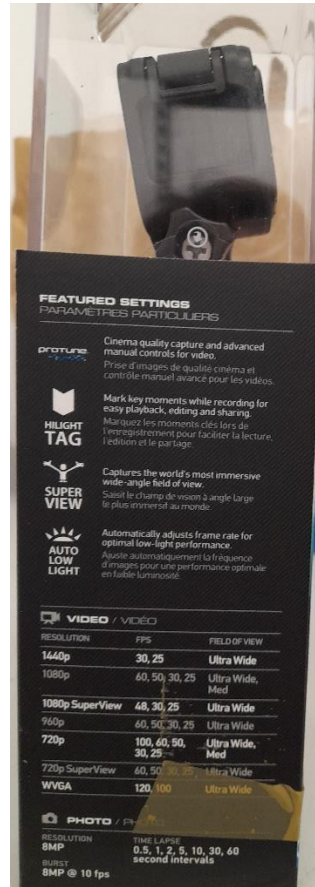 FEATURED SETTINGS
PARAMÈTRES PARTICULIERS
PROTUNE
Cinema quality capture and advanced
manual controls for video.
Prise d'images de qualité cinéma et
contrôle manuel avancé pour les vidéos.
HILIGHT
TAG
Mark key moments while recording for
easy playback, editing and sharing.
Marquez les moments clés lors de
l'enregistrement pour faciliter la lecture,
l'édition et le partage.
SUPER
VIEW
Captures the world's most immersive
wide-angle field of view.
Saisit le champ de vision à angle large
le plus immersif au monde.
AUTO
LOW
LIGHT
Automatically adjusts frame rate for
optimal low-light performance.
Ajuste automatiquement la fréquence
d'images pour une performance optimale
en faible luminosité.
VIDEO / VIDÉO
RESOLUTION FPS FIELD OF VIEW
1440p 30, 25 Ultra Wide
1080p 60, 50, 30, 25 Ultra Wide,
Med
1080p SuperView 48, 30, 25 Ultra Wide
960p 60, 50, 30, 25 Ultra Wide
720p 100, 60, 50, Ultra Wide,
30, 25 Med
720p SuperView 60, 50, 30, 25 Ultra Wide
WVGA 120, 100 Ultra Wide
PHOTO /
RESOLUTION TIME LAPSE
8MP 0.5, 1, 2, 5, 10, 30, 60
second intervals
BURST
8MP @ 10 fps